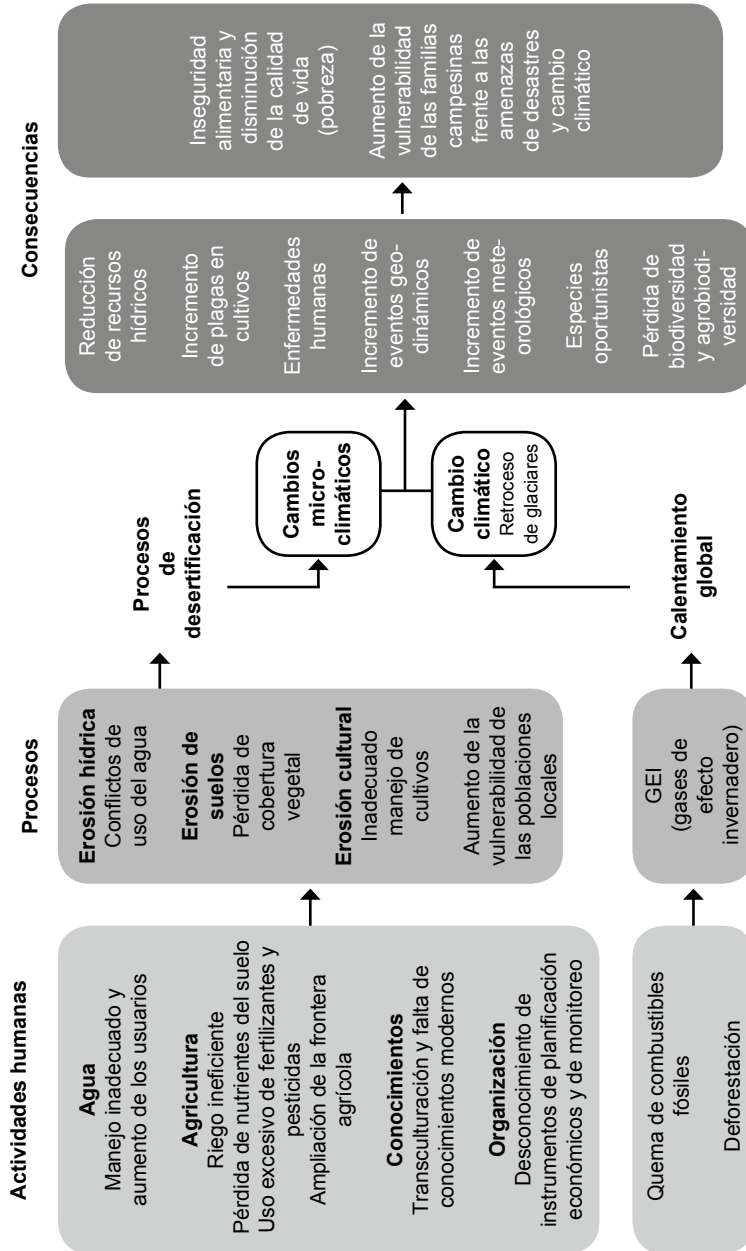 Actividades humanas
Agua
Manejo inadecuado y
aumento de los usuarios
Agricultura
Riego ineficiente
Pérdida de nutrientes del suelo
Uso excesivo de fertilizantes y
pesticidas
Ampliación de la frontera
agrícola
Conocimientos
Transculturación y falta de
conocimientos modernos
Organización
Desconocimiento de
instrumentos de planificación
económicos y de monitoreo
Quema de combustibles
fósiles
Deforestación
Procesos
Erosión hídrica
Conflictos de
uso del agua
Erosión de
suelos
Pérdida de
cobertura
vegetal
Erosión cultural
Inadecuado
manejo de
cultivos
Aumento de la
vulnerabilidad de
las poblaciones
locales
GEI
(gases de
efecto
invernadero)
Procesos
de
desertificación
Calentamiento
global
Cambios
micro-
climáticos
Cambio
climático
Retroceso
de glaciares
Consecuencias
Reducción
de recursos
hídricos
Incremento
de plagas en
cultivos
Enfermedades
humanas
Incremento de
eventos geo-
dinámicos
Incremento de
eventos mete-
orológicos
Especies
oportunistas
Pérdida de
biodiversidad
y agrobiodi-
versidad
Inseguridad
alimentaria y
disminución
de la calidad
de vida
(pobreza)
Aumento de la
vulnerabilidad
de las familias
campesinas
frente a las
amenazas
de desastres
y cambio
climático